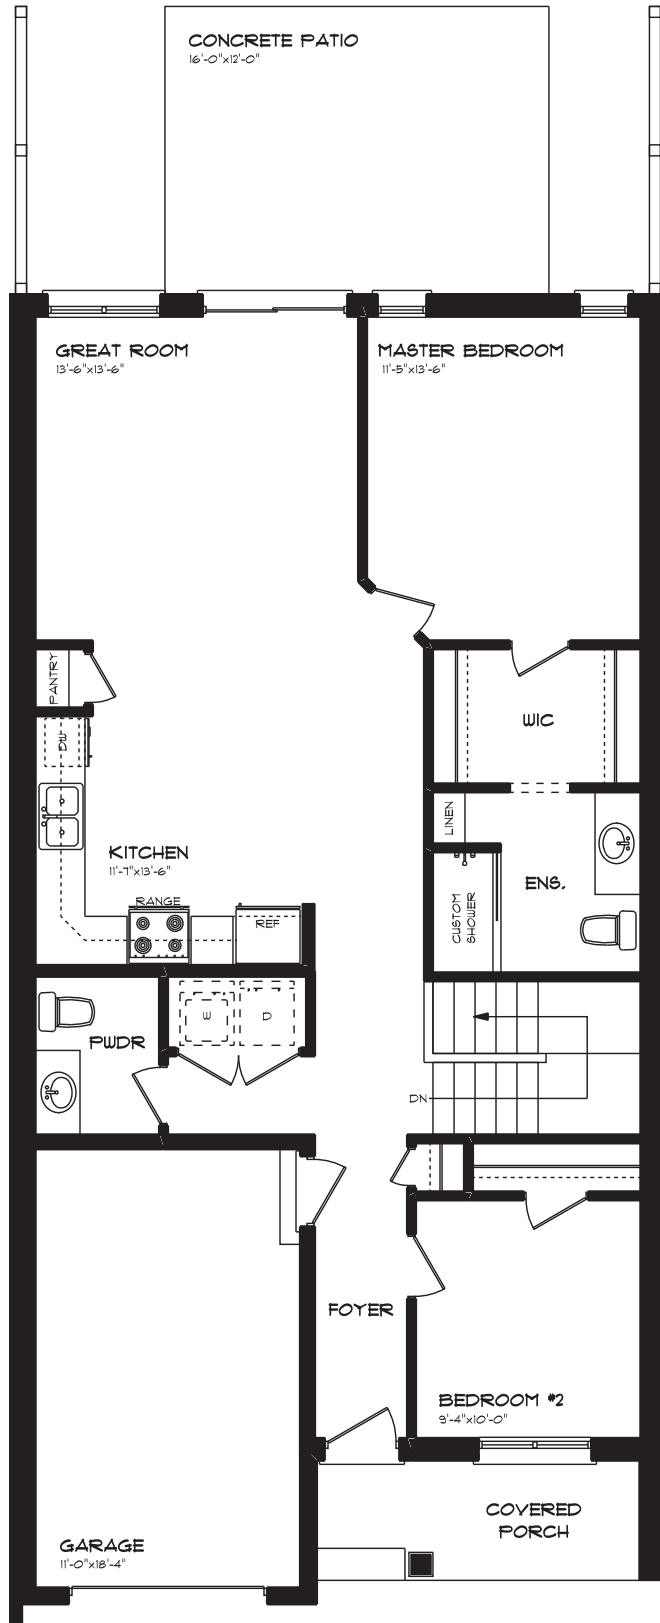 CONCRETE PATIO
16'-0"x12'-0"
GREAT ROOM
13'-6"x13'-6"
MASTER BEDROOM
11'-5"x13'-6"
PANTRY
WIC
DW
LINEN
KITCHEN
11'-7"x13'-6"
ENS.
RANGE
REF
CUSTOM
SHOWER
W
D
PWDR
DN
FOYER
BEDROOM #2
9'-4"x10'-0"
COVERED
PORCH
GARAGE
11'-0"x18'-4"